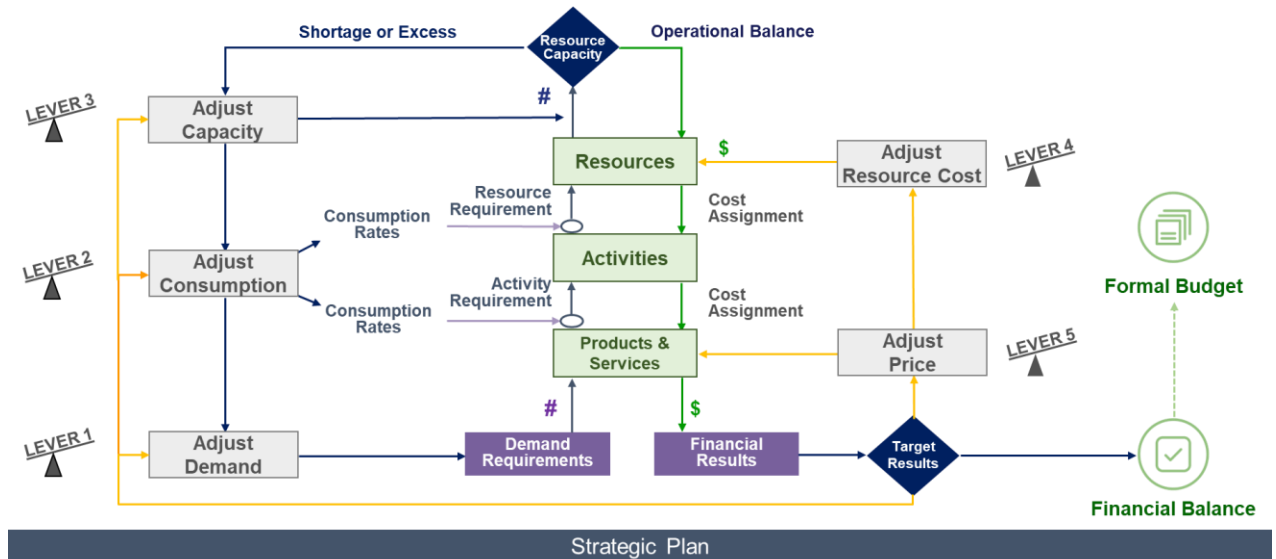 Shortage or Excess
Resource
Capacity
Operational Balance
LEVER 3
Adjust
Capacity
#
$
Resources
Adjust
Resource Cost
LEVER 4
Resource
Requirement
Cost
Assignment
Consumption
Rates
LEVER 2
Adjust
Consumption
Activities
Formal Budget
Activity
Requirement
Cost
Assignment
Consumption
Rates
Products &
Services
Adjust
Price
LEVER 5
#
$
LEVER 1
Adjust
Demand
Demand
Requirements
Financial
Results
Target
Results
Financial Balance
Strategic Plan